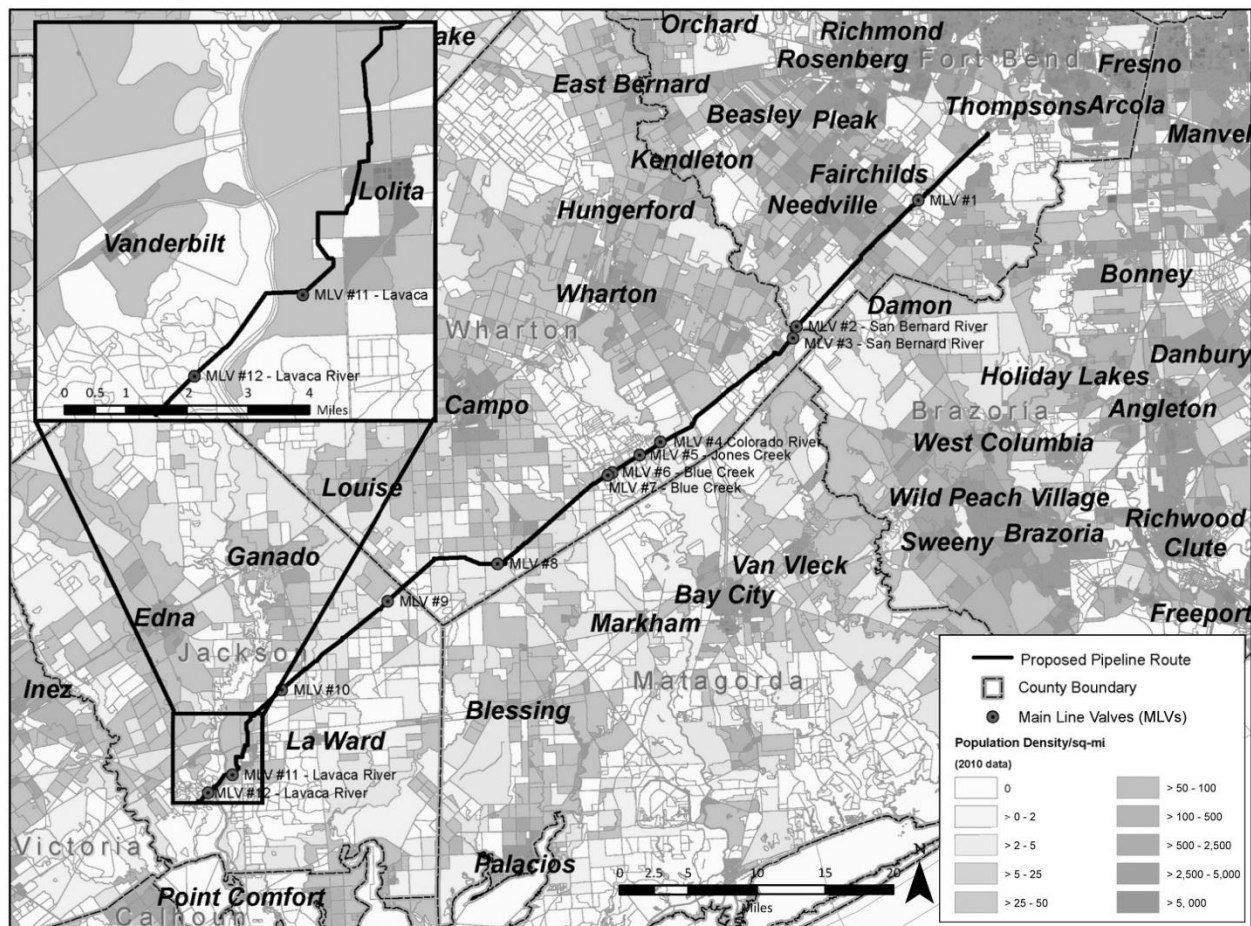 ake
Orchard
Richmond
Rosenberg
Fort Bend
Fresno
East Bernard
Beasley
Pleak
Thompsons
Arcola
Manvel
Kendleton
Fairchilds
Needville
MLV #1
Hungerford
Lolita
Vanderbilt
MLV #11 - Lavaca
MLV #12 - Lavaca River
0 0.5 1 2 3 4
Miles
Wharton
Wharton
Damon
Bonney
MLV #2 - San Bernard River
MLV #3 - San Bernard River
Danbury
Holiday Lakes
Brazoria
Angleton
Campo
West Columbia
MLV #4 Colorado River
MLV #5 - Jones Creek
MLV #6 - Blue Creek
MLV #7 - Blue Creek
Louise
Wild Peach Village
Richwood
Sweeny
Brazoria
Clute
Ganado
MLV #8
Van Vleck
Bay City
MLV #9
Markham
Freeport
Edna
Jackson
Inez
MLV #10
Matagorda
Blessing
La Ward
MLV #11 - Lavaca River
MLV #12 - Lavaca River
Victoria
Palacios
Point Comfort
Calhoun
0 2.5 5 10 15 20
Miles
N
Proposed Pipeline Route
County Boundary
Main Line Valves (MLVs)
Population Density/sq-mi
(2010 data)
0
> 0 - 2
> 2 - 5
> 5 - 25
> 25 - 50
> 50 - 100
> 100 - 500
> 500 - 2,500
> 2,500 - 5,000
> 5, 000